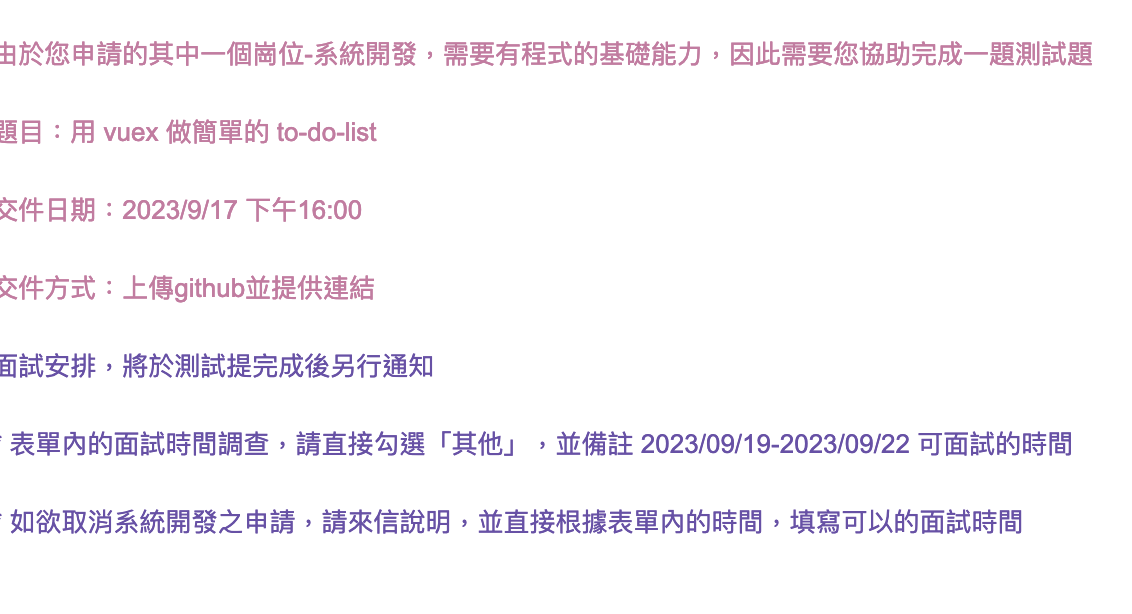 由於您申請的其中一個崗位-系統開發，需要有程式的基礎能力，因此需要您協助完成一題測試題
題目：用 vuex 做簡單的 to-do-list
交件日期：2023/9/17 下午16:00
交件方式：上傳github並提供連結
面試安排，將於測試提完成後另行通知
* 表單內的面試時間調查，請直接勾選「其他」，並備註 2023/09/19-2023/09/22 可面試的時間
* 如欲取消系統開發之申請，請來信說明，並直接根據表單內的時間，填寫可以的面試時間